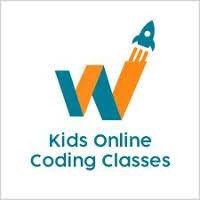 W
Kids Online
Coding Classes